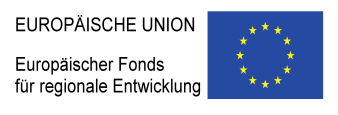 EUROPÄISCHE UNION
Europäischer Fonds
für regionale Entwicklung